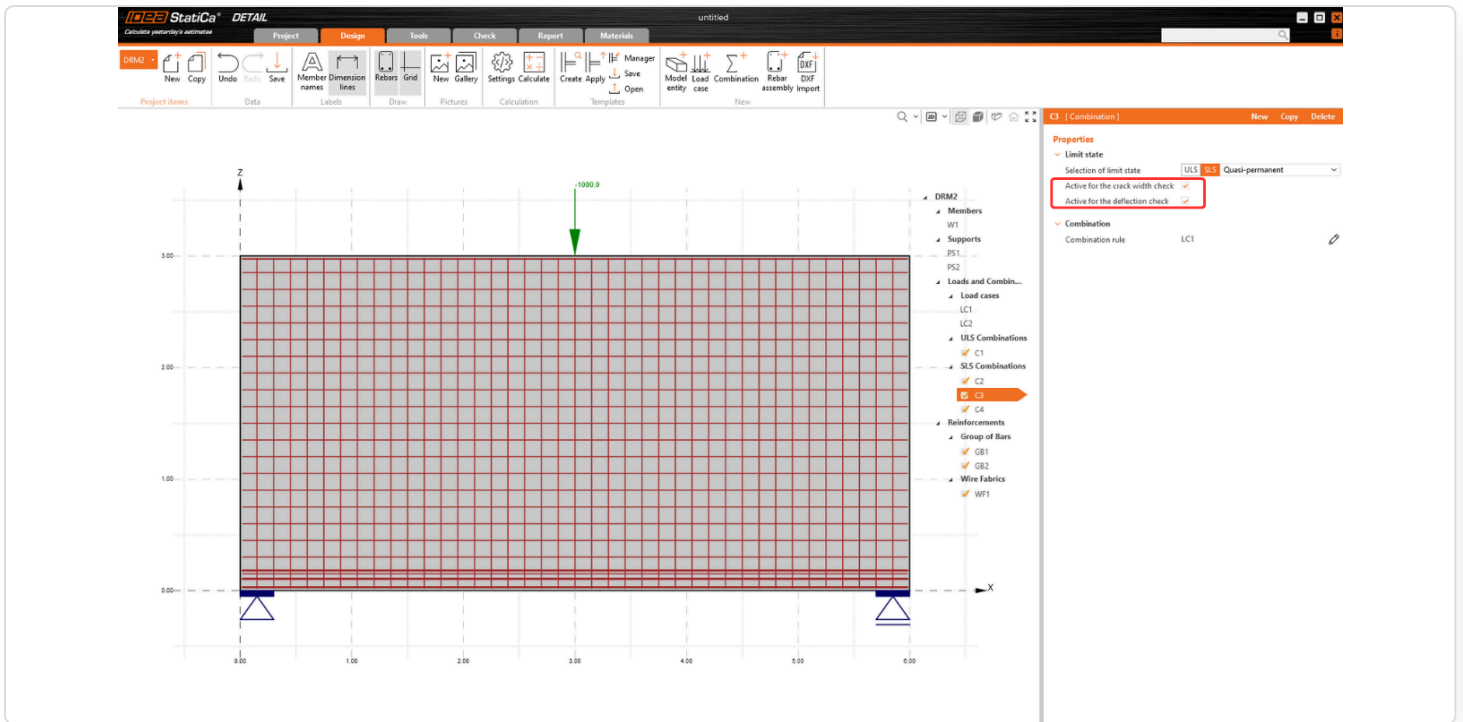 IDEA StatiCa® DETAIL
Calculate yesterday's estimates
untitled
Project Design Tools Check Report Materials
DRM2
New Copy Undo Redo Save Member names Dimension lines Rebars Grid New Gallery Settings Calculate Create Apply Manager Save Open Model entity Load case Combination Rebar assembly DXF Import
Project items Data Labels Draw Pictures Calculation Templates New
C3 [ Combination ] New Copy Delete
Properties
Limit state
Selection of limit state ULS SLS Quasi-permanent
Active for the crack width check
Active for the deflection check
Combination
Combination rule LC1
Z
-1000.0
3.00
2.00
1.00
0.00
X
0.00 1.00 2.00 3.00 4.00 5.00 6.00
DRM2
Members
W1
Supports
PS1
PS2
Loads and Combin...
Load cases
LC1
LC2
ULS Combinations
C1
SLS Combinations
C2
C3
C4
Reinforcements
Group of Bars
GB1
GB2
Wire Fabrics
WF1